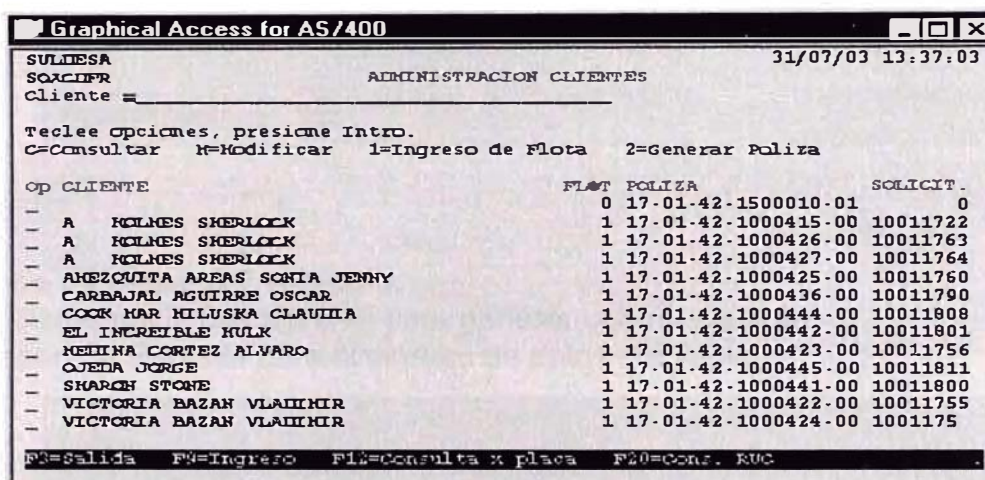 Graphical Access for AS/400
SULDESA 31/07/03 13:37:03
ADMINISTRACION CLIENTES
Cliente
Teclee opciones, presione Intro.
C=Consultar M=Modificar 1=Ingreso de Flota 2=Generar Poliza
Op CLIENTE FLOT POLIZA SOLICIT.
0 17-01-42-1500010-01 0
A HOLMES SHERLOCK 1 17-01-42-1000415-00 10011722
A HOLMES SHERLOCK 1 17-01-42-1000426-00 10011763
A HOLMES SHERLOCK 1 17-01-42-1000427-00 10011764
AMEZQUITA AREAS SONIA JENNY 1 17-01-42-1000425-00 10011760
CARBAJAL AGUIRRE OSCAR 1 17-01-42-1000436-00 10011790
COOK MAR MILUSKA CLAUDIA 1 17-01-42-1000444-00 10011808
EL INCREIBLE HULK 1 17-01-42-1000442-00 10011801
MEDINA CORTEZ ALVARO 1 17-01-42-1000423-00 10011756
OJEDA JORGE 1 17-01-42-1000445-00 10011811
SHARON STONE 1 17-01-42-1000441-00 10011800
VICTORIA BAZAN VLADIMIR 1 17-01-42-1000422-00 10011755
VICTORIA BAZAN VLADIMIR 1 17-01-42-1000424-00 1001175
F3=Salida F9=Ingreso F12=Consulta x placa F20=Cons. RUC